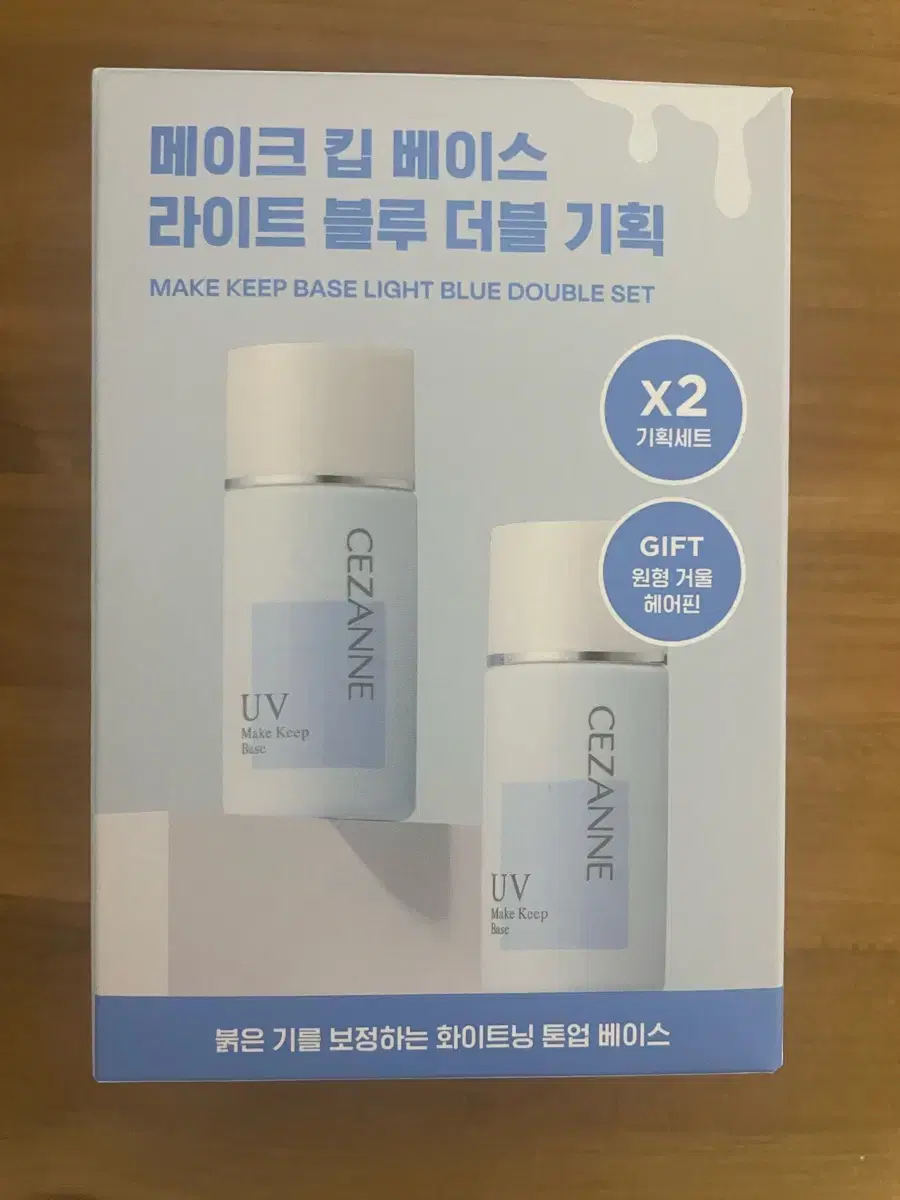 메이크 킵 베이스
라이트 블루 더블 기획
MAKE KEEP BASE LIGHT BLUE DOUBLE SET
X2
기획세트
GIFT
원형 거울
헤어핀
CEZANNE
UV
Make Keep
Base
CEZANNE
UV
Make Keep
Base
붉은 기를 보정하는 화이트닝 톤업 베이스